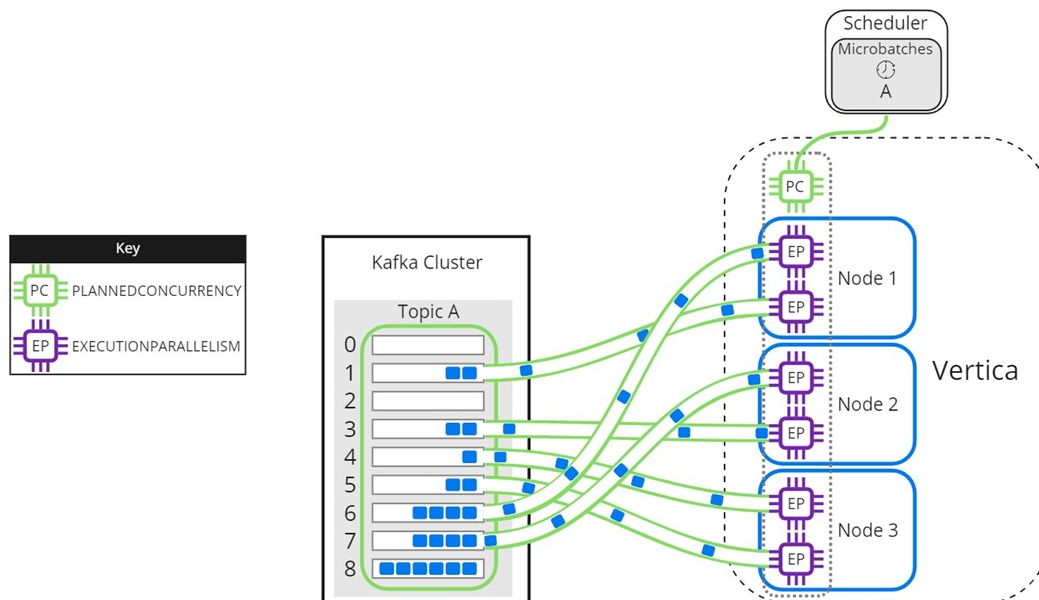 Scheduler
Microbatches
A
PC
Key
PC PLANNEDCONCURRENCY
EP EXECUTIONPARALLELISM
Kafka Cluster
Topic A
0
1
2
3
4
5
6
7
8
EP
EP
Node 1
EP
EP
Node 2
EP
EP
Node 3
Vertica